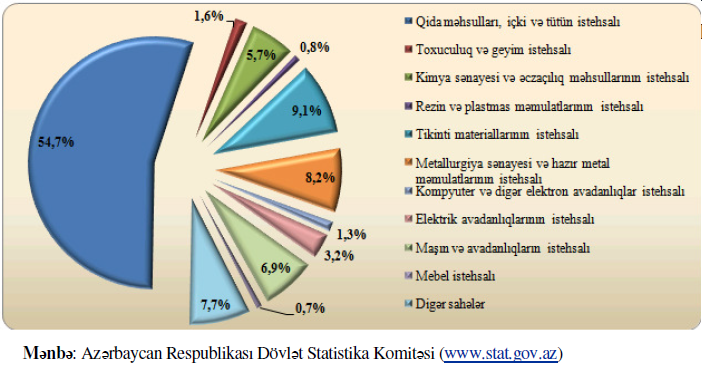 1,6%
5,7%
0,8%
9,1%
54,7%
8,2%
1,3%
3,2%
6,9%
0,7%
7,7%
Qida məhsulları, içki və tütün istehsalı
Toxuculuq və geyim istehsalı
Kimya sənayesi və əczaçılıq məhsullarının istehsalı
Rezin və plastmas məmulatlarının istehsalı
Tikinti materiallarının istehsalı
Metallurgiya sənayesi və hazır metal
məmulatlarının istehsalı
Kompyuter və digər elektron avadanlıqlar istehsalı
Elektrik avadanlıqlarının istehsalı
Maşın və avadanlıqların istehsalı
Mebel istehsalı
Digər sahələr
Mənbə: Azərbaycan Respublikası Dövlət Statistika Komitəsi (www.stat.gov.az)